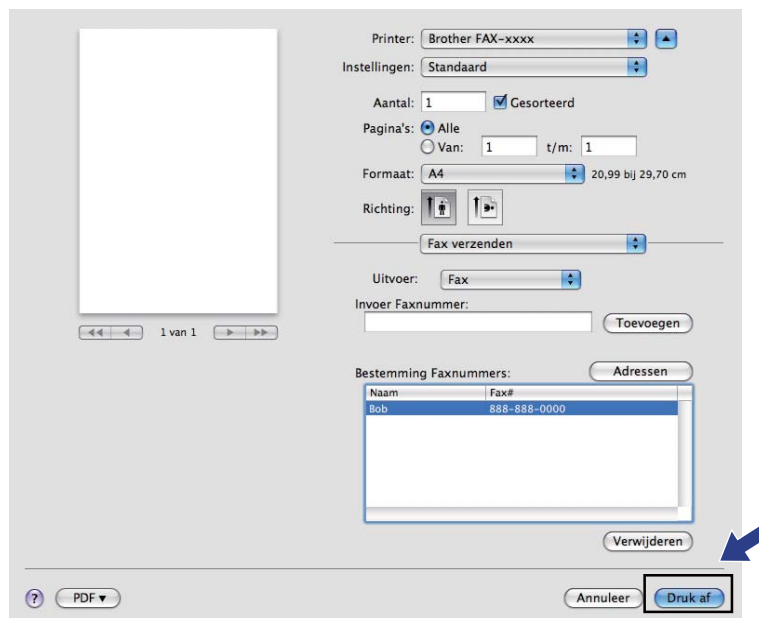 Printer: Brother FAX-xxxx
Instellingen: Standaard
Aantal: 1 Gesorteerd
Pagina's: Alle
Van: 1 t/m: 1
Formaat: A4 20,99 bij 29,70 cm
Richting:
Fax verzenden
Uitvoer: Fax
Invoer Faxnummer:
Toevoegen
1 van 1
Bestemming Faxnummers: Adressen
Naam Fax#
Bob 888-888-0000
Verwijderen
? PDF Annuleer Druk af